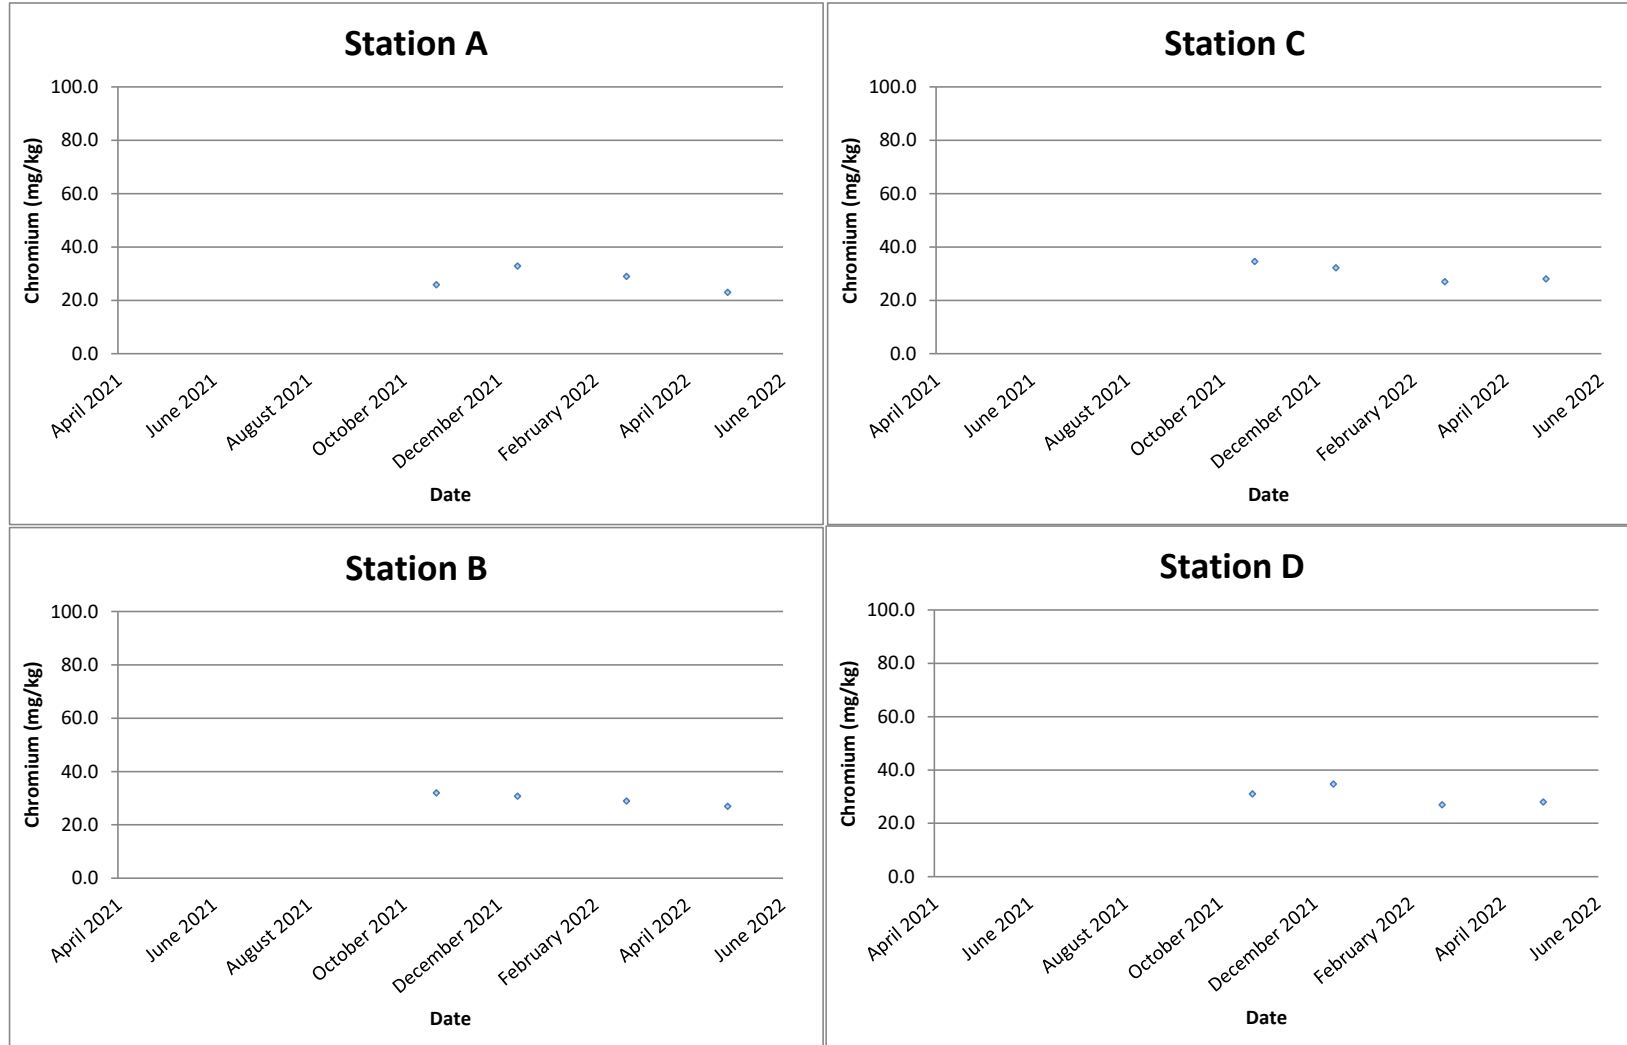 Station A
100.0
80.0
60.0
40.0
20.0
0.0
Chromium (mg/kg)
April 2021
June 2021
August 2021
October 2021
December 2021
February 2022
April 2022
June 2022
Date
Station C
100.0
80.0
60.0
40.0
20.0
0.0
Chromium (mg/kg)
April 2021
June 2021
August 2021
October 2021
December 2021
February 2022
April 2022
June 2022
Date
Station B
100.0
80.0
60.0
40.0
20.0
0.0
Chromium (mg/kg)
April 2021
June 2021
August 2021
October 2021
December 2021
February 2022
April 2022
June 2022
Date
Station D
100.0
80.0
60.0
40.0
20.0
0.0
Chromium (mg/kg)
April 2021
June 2021
August 2021
October 2021
December 2021
February 2022
April 2022
June 2022
Date